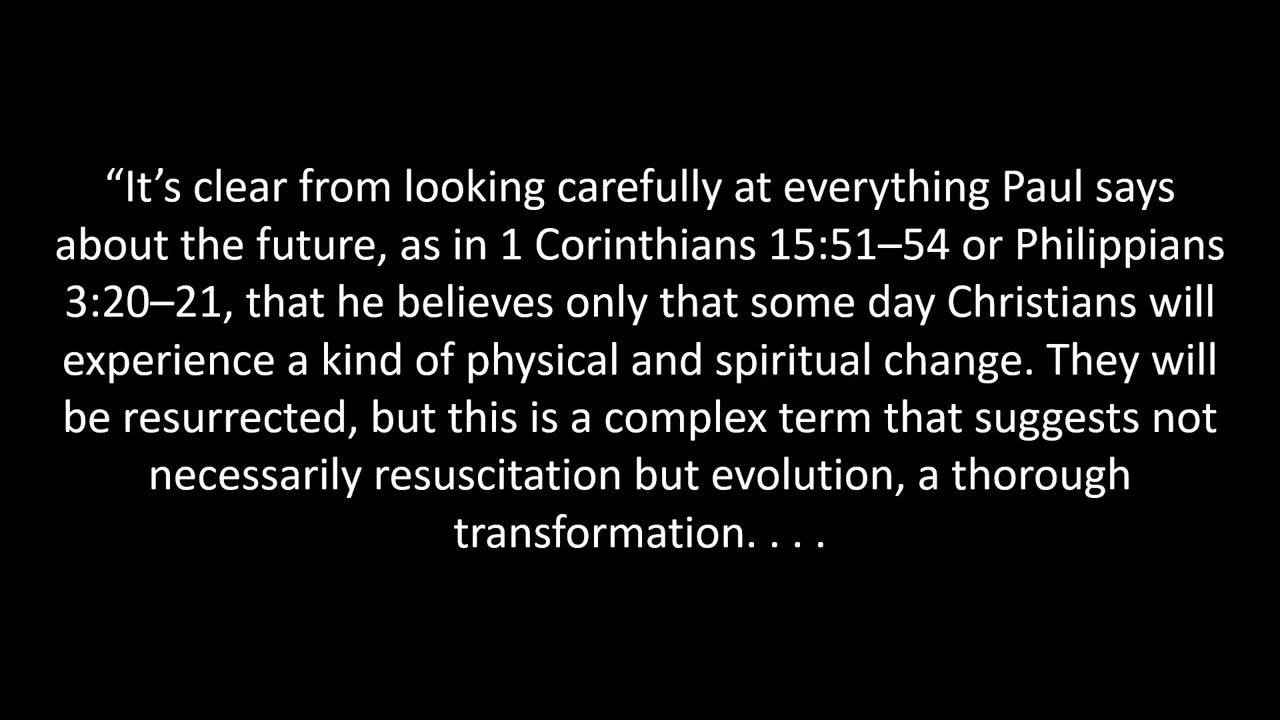 “It’s clear from looking carefully at everything Paul says
about the future, as in 1 Corinthians 15:51–54 or Philippians
3:20–21, that he believes only that some day Christians will
experience a kind of physical and spiritual change. They will
be resurrected, but this is a complex term that suggests not
necessarily resuscitation but evolution, a thorough
transformation. . . .